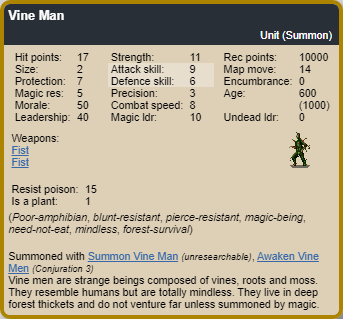 Vine Man
Unit (Summon)
Hit points: 17 Strength: 11 Rec points: 10000
Size: 2 Attack skill: 9 Map move: 14
Protection: 7 Defence skill: 6 Encumbrance: 0
Magic res: 5 Precision: 3 Age: 600
Morale: 50 Combat speed: 8 (1000)
Leadership: 40 Magic ldr: 10 Undead ldr: 0
Weapons:
Fist
Fist
Resist poison: 15
Is a plant: 1
(Poor-amphibian, blunt-resistant, pierce-resistant, magic-being,
need-not-eat, mindless, forest-survival)
Summoned with Summon Vine Man (unresearchable), Awaken Vine
Men (Conjuration 3)
Vine men are strange beings composed of vines, roots and moss.
They resemble humans but are totally mindless. They live in deep
forest thickets and do not venture far unless summoned by magic.